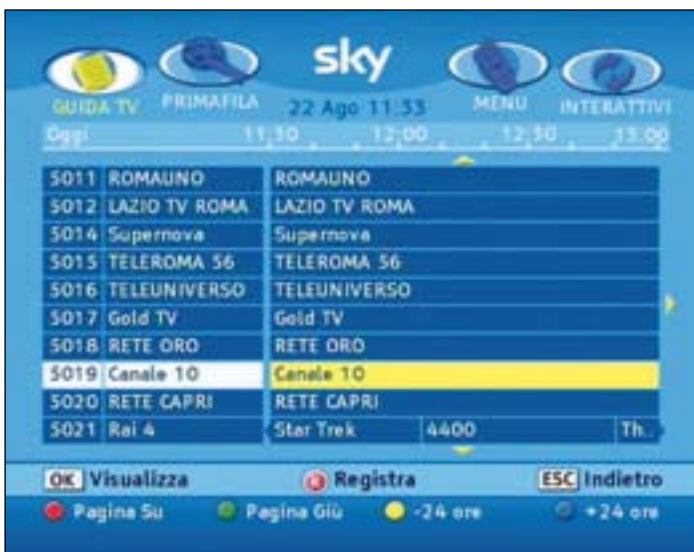 sky
GUIDA TV PRIMAFILA 22 Ago 11:33 MENU INTERATTIVI
Oggi 11,30 12,00 12,30 13,00
5011 ROMAUNO ROMAUNO
5012 LAZIO TV ROMA LAZIO TV ROMA
5014 Supernova Supernova
5015 TELEROMA 56 TELEROMA 56
5016 TELEUNIVERSO TELEUNIVERSO
5017 Gold TV Gold TV
5018 RETE ORO RETE ORO
5019 Canale 10 Canale 10
5020 RETE CAPRI RETE CAPRI
5021 Rai 4 Star Trek 4400 Th..
OK Visualizza R Registra ESC Indietro
Pagina Su Pagina Giù -24 ore +24 ore